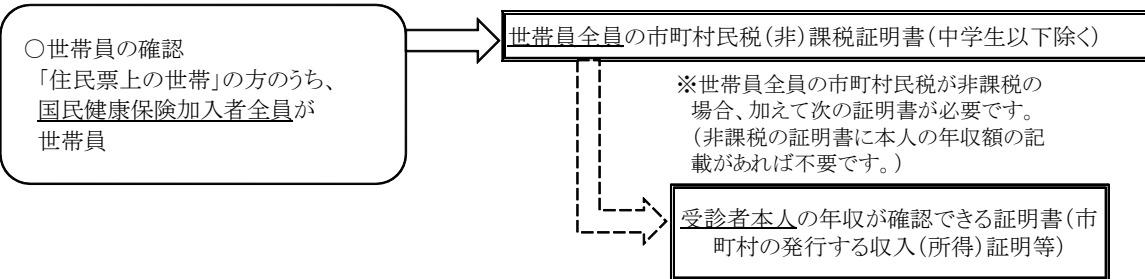 ○世帯員の確認
「住民票上の世帯」の方のうち、
国民健康保険加入者全員が
世帯員
世帯員全員の市町村民税(非)課税証明書(中学生以下除く)
※世帯員全員の市町村民税が非課税の
場合、加えて次の証明書が必要です。
(非課税の証明書に本人の年収額の記
載があれば不要です。)
受診者本人の年収が確認できる証明書(市
町村の発行する収入(所得)証明等)